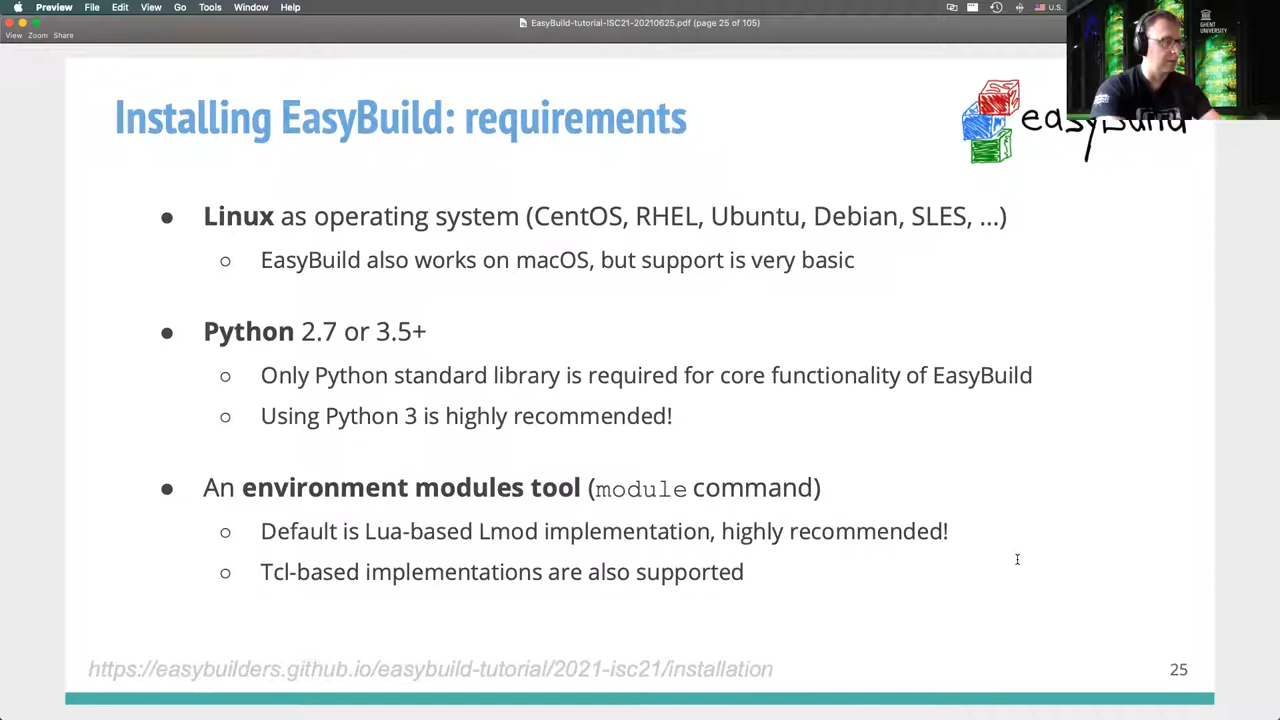 Preview File Edit View Go Tools Window Help
U.S.
EasyBuild-tutorial-ISC21-20210625.pdf (page 25 of 105)
View Zoom Share
GHENT
UNIVERSITY
Installing EasyBuild: requirements
easybuild
● Linux as operating system (CentOS, RHEL, Ubuntu, Debian, SLES, ...)
○ EasyBuild also works on macOS, but support is very basic
● Python 2.7 or 3.5+
○ Only Python standard library is required for core functionality of EasyBuild
○ Using Python 3 is highly recommended!
● An environment modules tool (module command)
○ Default is Lua-based Lmod implementation, highly recommended!
○ Tcl-based implementations are also supported
https://easybuilders.github.io/easybuild-tutorial/2021-isc21/installation
25